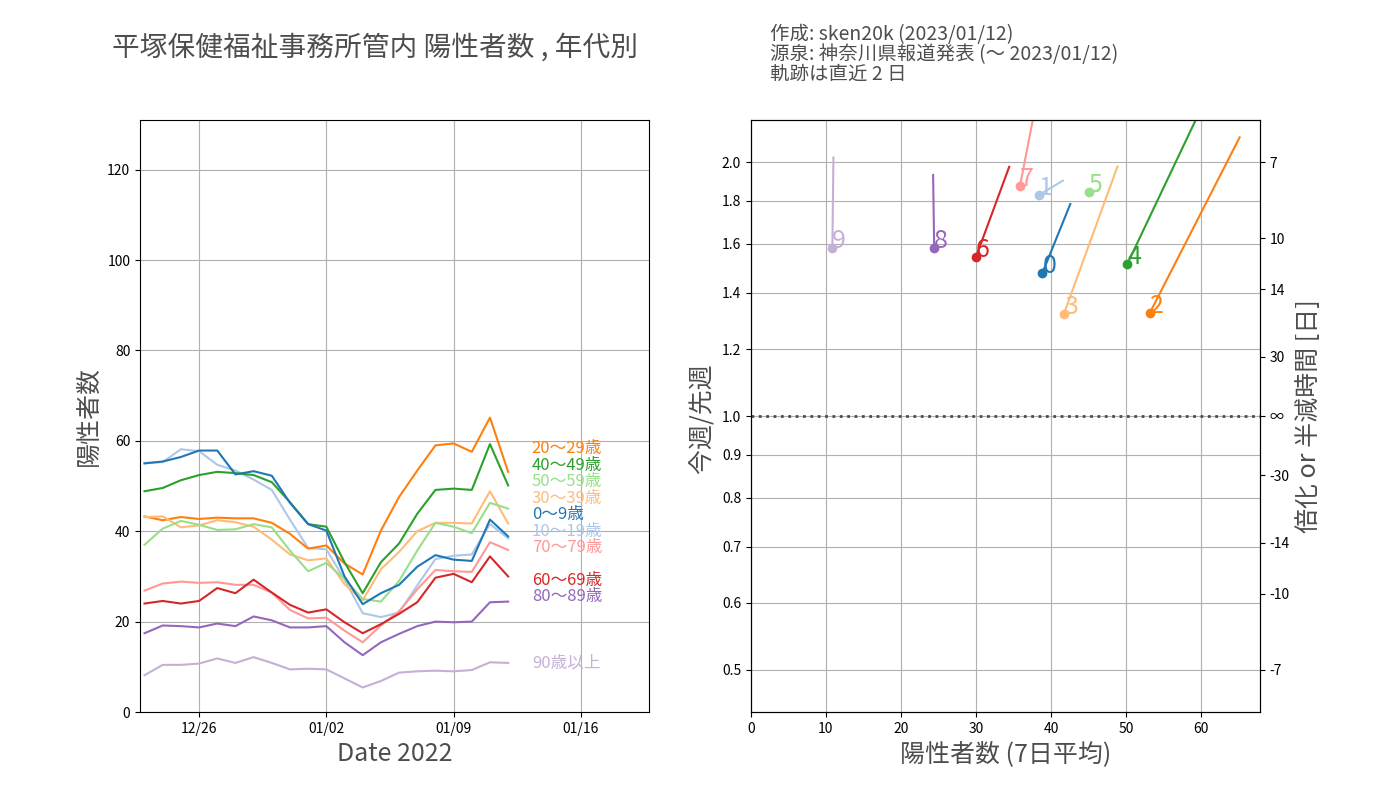 平塚保健福祉事務所管内 陽性者数 , 年代別
作成: sken20k (2023/01/12)
源泉: 神奈川県報道発表 (〜 2023/01/12)
軌跡は直近 2 日
陽性者数
120
100
80
60
40
20
0
12/26
01/02
01/09
01/16
Date 2022
20〜29歳
40〜49歳
50〜59歳
30〜39歳
0〜9歳
10〜19歳
70〜79歳
60〜69歳
80〜89歳
90歳以上
今週/先週
2.0
1.8
1.6
1.4
1.2
1.0
0.9
0.8
0.7
0.6
0.5
9
8
6
7
1
0
3
5
4
2
0
10
20
30
40
50
60
陽性者数 (7日平均)
7
10
14
30
∞
-30
-14
-10
-7
倍化 or 半減時間 [日]